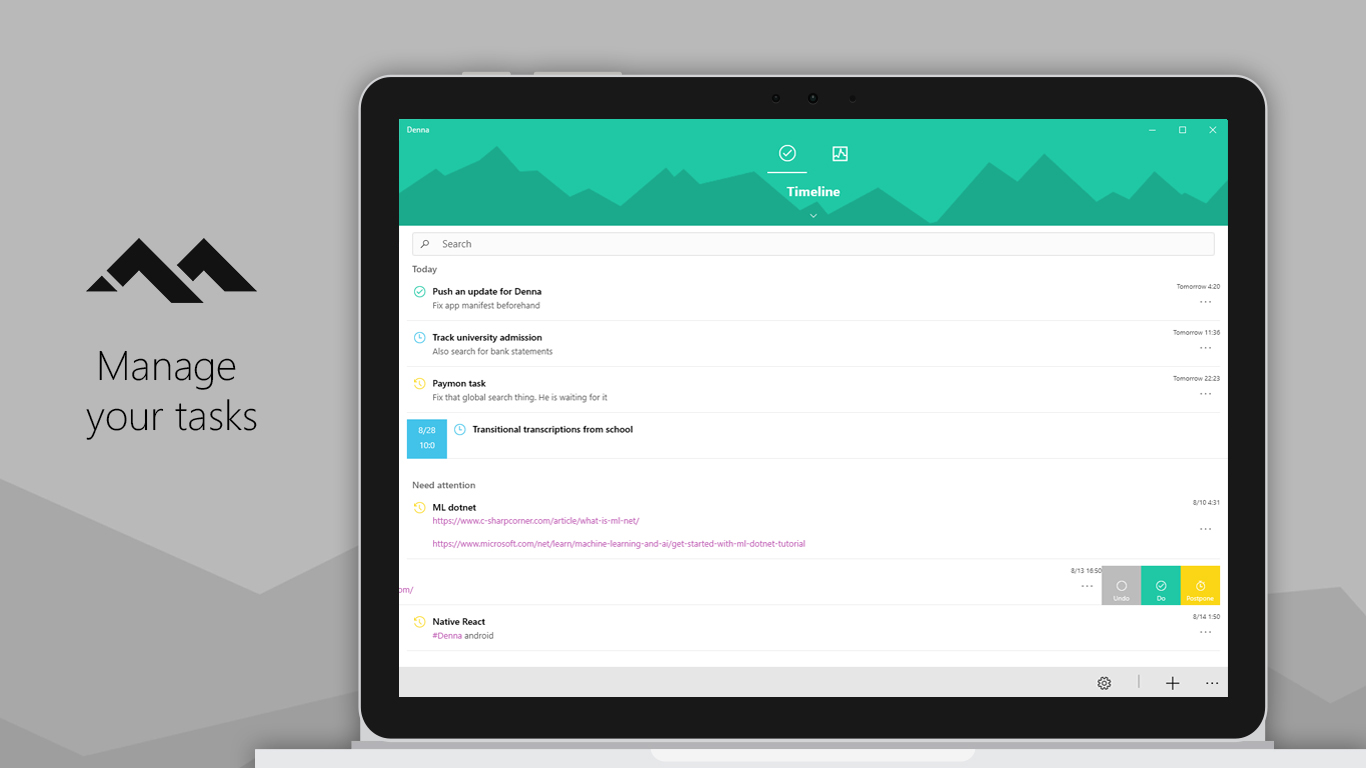 Manage
your tasks
Denna
Timeline
Search
Today
Push an update for Denna
Fix app manifest beforehand
Tomorrow 4:20
Track university admission
Also search for bank statements
Tomorrow 11:36
Paymon task
Fix that global search thing. He is waiting for it
Tomorrow 22:23
8/28
10:0
Transitional transcriptions from school
Need attention
ML dotnet
8/10 4:31
https://www.c-sharpcorner.com/article/what-is-ml-net/
https://www.microsoft.com/net/learn/machine-learning-and-ai/get-started-with-ml-dotnet-tutorial
8/13 16:50
om/
Undo
Do
Postpone
Native React
#Denna android
8/14 1:50